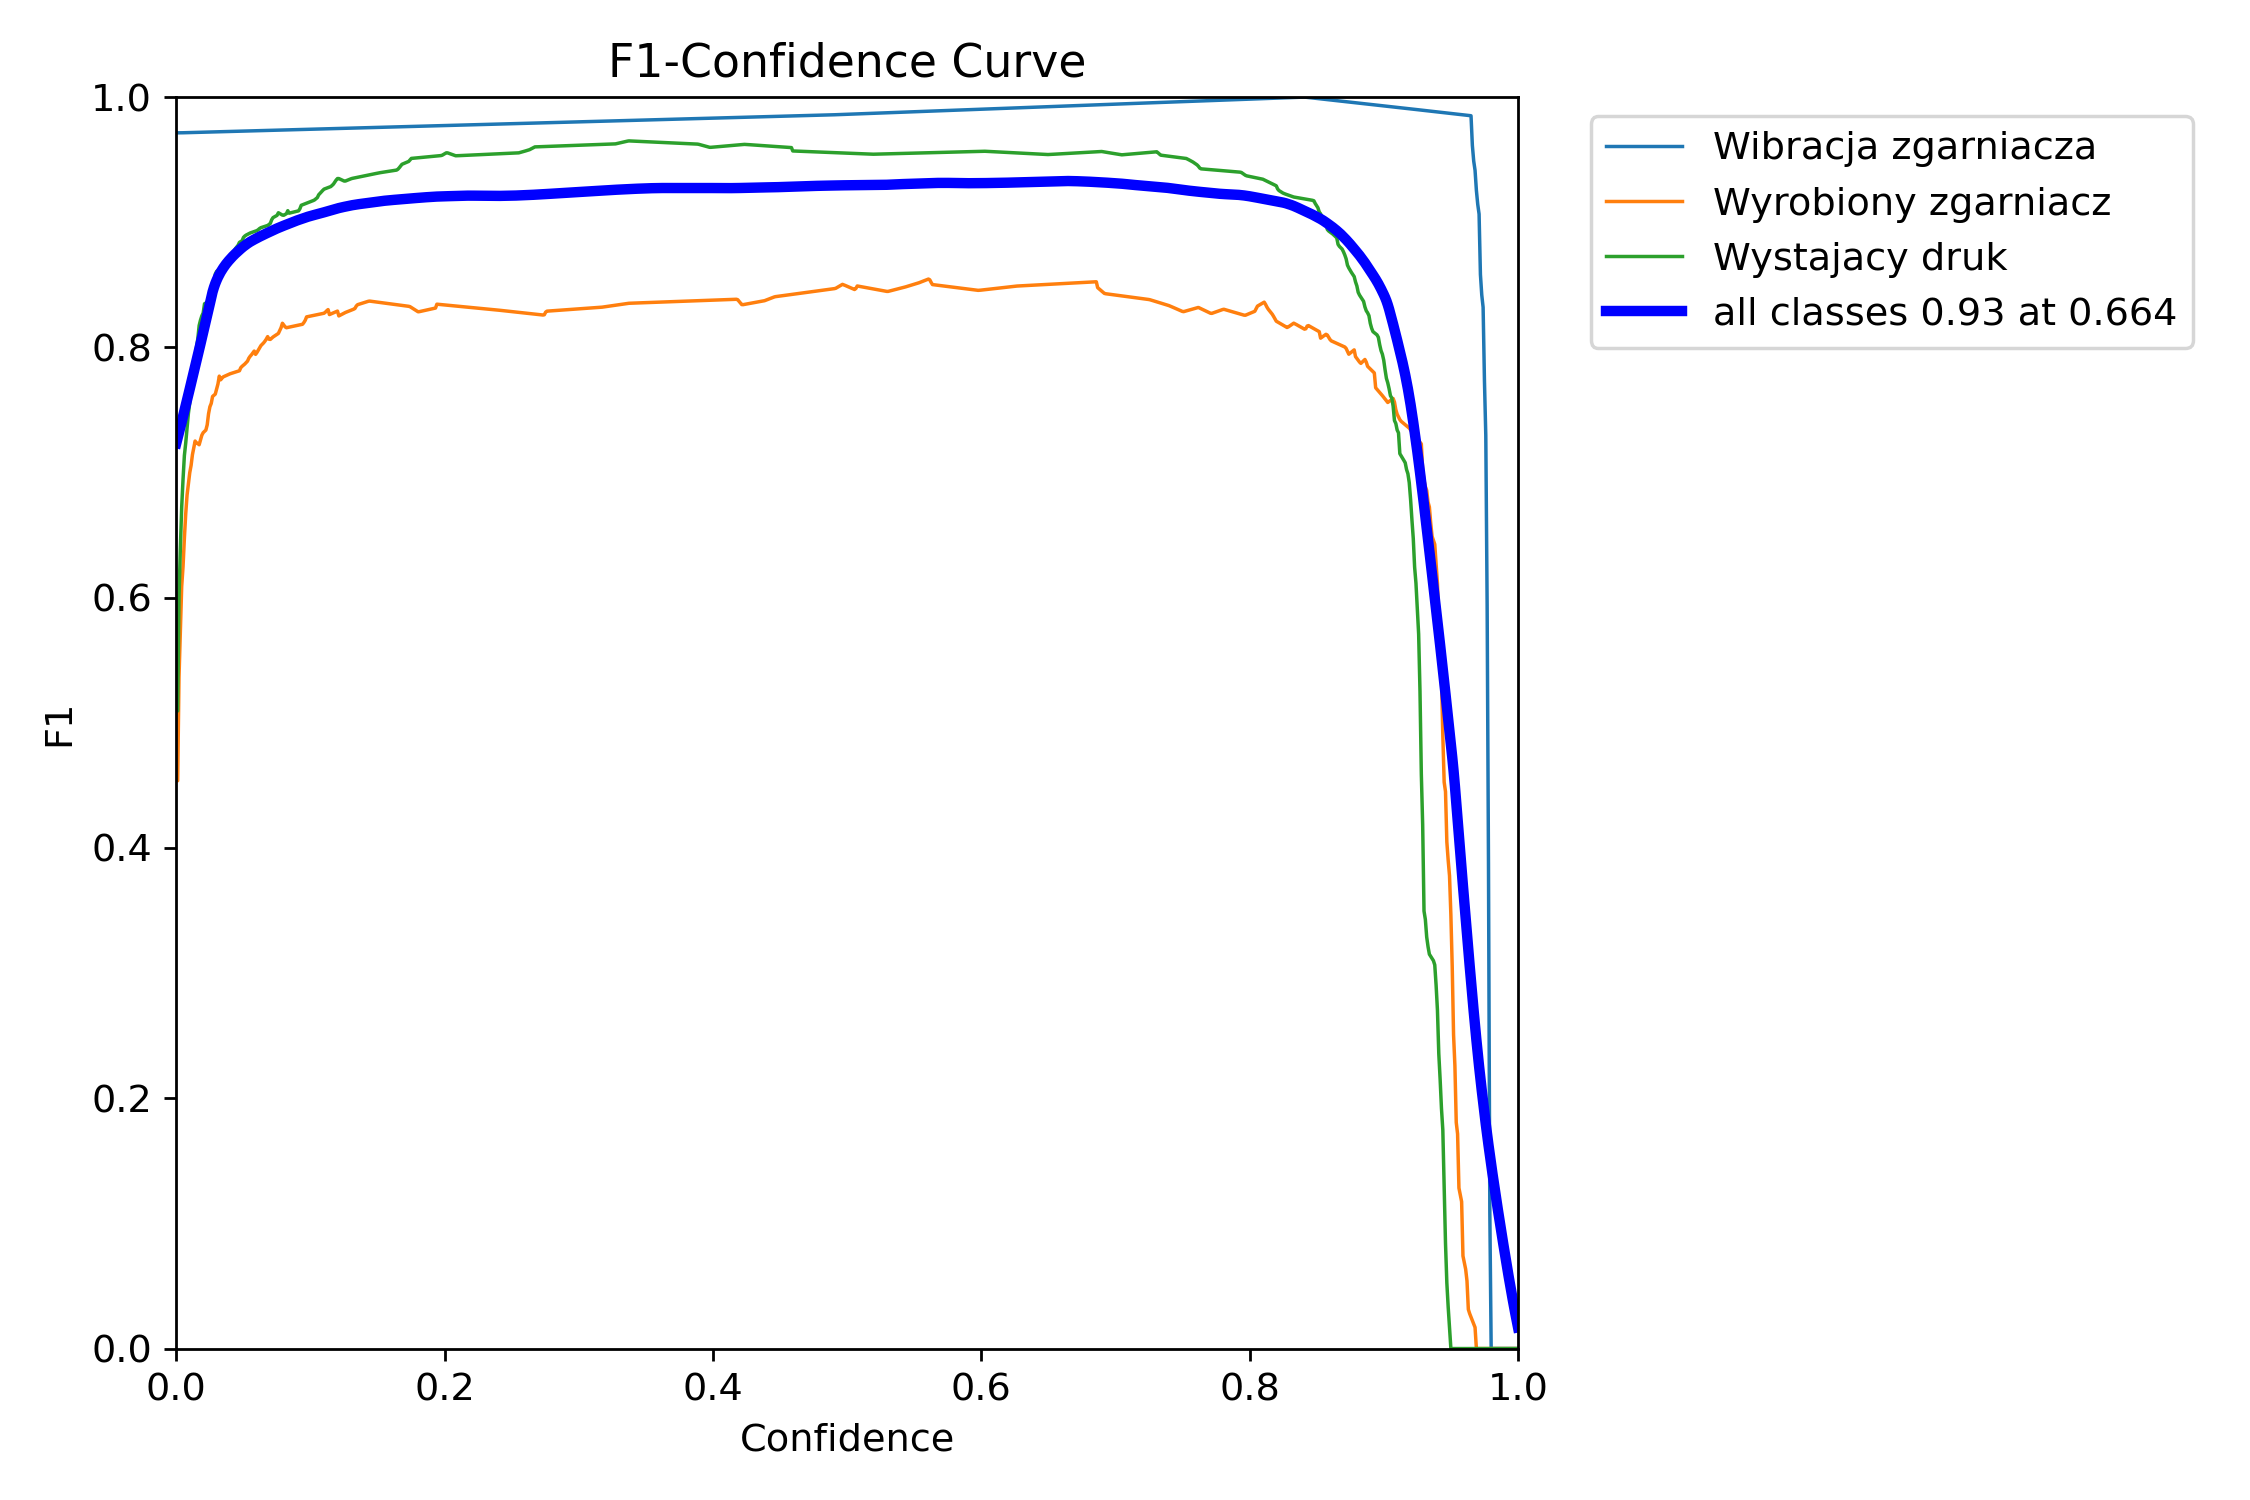 F1-Confidence Curve
1.0
0.8
0.6
0.4
0.2
0.0
F1
0.0 0.2 0.4 0.6 0.8 1.0
Confidence
Wibracja zgarniacza
Wyrobiony zgarniacz
Wystajacy druk
all classes 0.93 at 0.664